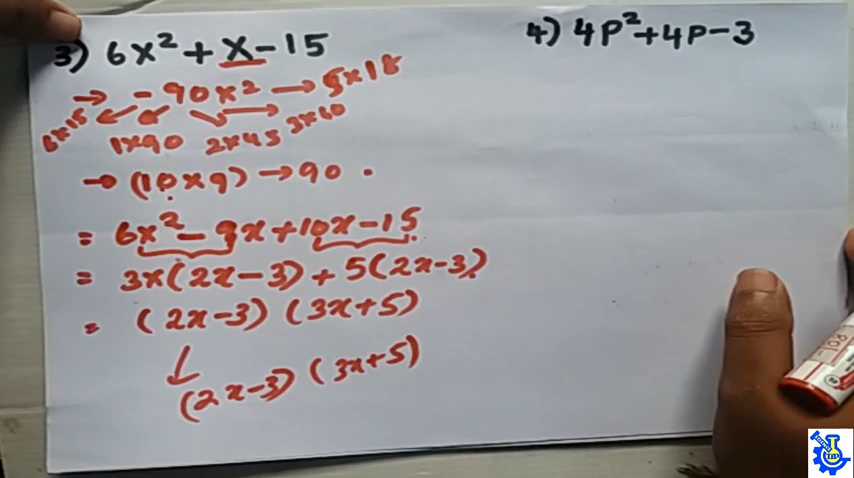 3) 6x² + x - 15
→ - 90x² → 5×18
6×15 1×90 2×45 3×60
→ (10×9) → 90 .
= 6x² - 9x + 10x - 15
= 3x(2x-3) + 5(2x-3)
= (2x-3) (3x+5)
(2x-3) (3x+5)
4) 4P²+4P-3